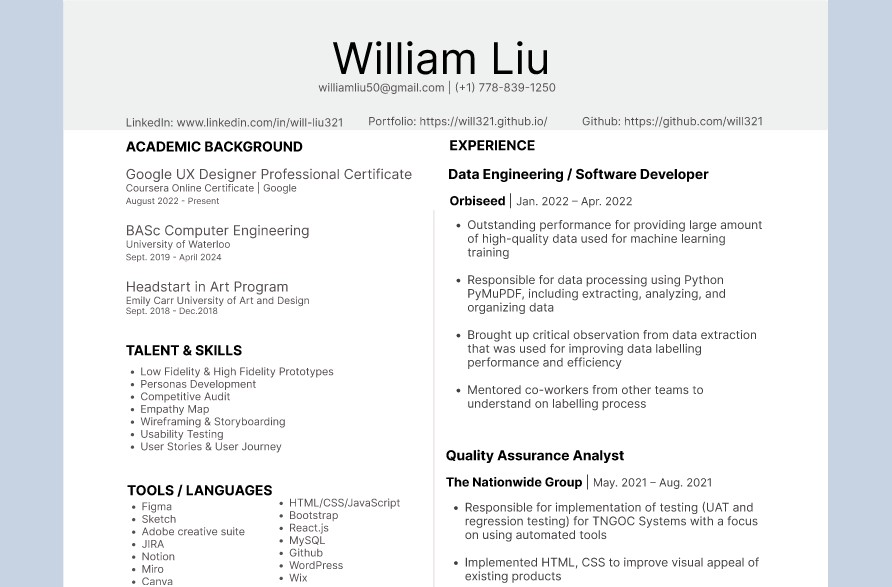 William Liu
williamliu50@gmail.com | (+1) 778-839-1250
LinkedIn: www.linkedin.com/in/will-liu321
Portfolio: https://will321.github.io/
Github: https://github.com/will321
ACADEMIC BACKGROUND
Google UX Designer Professional Certificate
Coursera Online Certificate | Google
August 2022 - Present
BASc Computer Engineering
University of Waterloo
Sept. 2019 - April 2024
Headstart in Art Program
Emily Carr University of Art and Design
Sept. 2018 - Dec.2018
TALENT & SKILLS
• Low Fidelity & High Fidelity Prototypes
• Personas Development
• Competitive Audit
• Empathy Map
• Wireframing & Storyboarding
• Usability Testing
• User Stories & User Journey
TOOLS / LANGUAGES
• Figma
• Sketch
• Adobe creative suite
• JIRA
• Notion
• Miro
• Canva
• HTML/CSS/JavaScript
• Bootstrap
• React.js
• MySQL
• Github
• WordPress
• Wix
EXPERIENCE
Data Engineering / Software Developer
Orbiseed | Jan. 2022 – Apr. 2022
• Outstanding performance for providing large amount
of high-quality data used for machine learning
training
• Responsible for data processing using Python
PyMuPDF, including extracting, analyzing, and
organizing data
• Brought up critical observation from data extraction
that was used for improving data labelling
performance and efficiency
• Mentored co-workers from other teams to
understand on labelling process
Quality Assurance Analyst
The Nationwide Group | May. 2021 – Aug. 2021
• Responsible for implementation of testing (UAT and
regression testing) for TNGOC Systems with a focus
on using automated tools
• Implemented HTML, CSS to improve visual appeal of
existing products